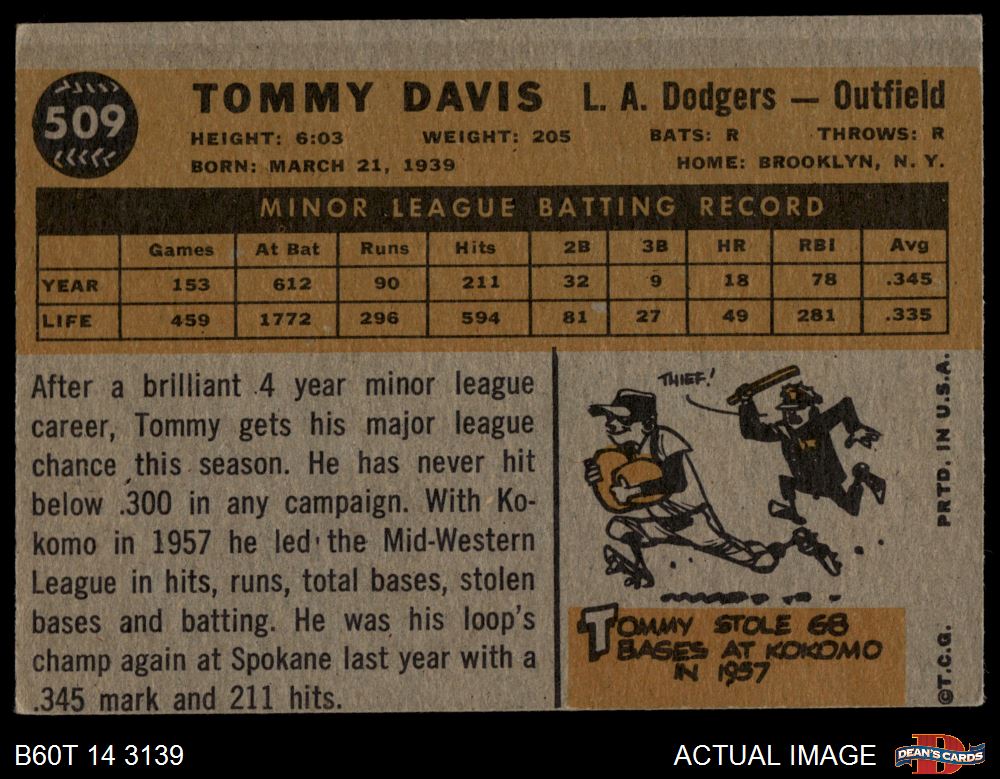 509
TOMMY DAVIS L. A. Dodgers — Outfield
HEIGHT: 6:03 WEIGHT: 205 BATS: R THROWS: R
BORN: MARCH 21, 1939 HOME: BROOKLYN, N. Y.
MINOR LEAGUE BATTING RECORD
Games At Bat Runs Hits 2B 3B HR RBI Avg
YEAR 153 612 90 211 32 9 18 78 .345
LIFE 459 1772 296 594 81 27 49 281 .335
After a brilliant 4 year minor league
career, Tommy gets his major league
chance this season. He has never hit
below .300 in any campaign. With Ko-
komo in 1957 he led the Mid-Western
League in hits, runs, total bases, stolen
bases and batting. He was his loop's
champ again at Spokane last year with a
.345 mark and 211 hits.
THIEF!
TOMMY STOLE 68
BASES AT KOKOMO
IN 1957
PRTD. IN U.S.A.
©T.C.G.
B60T 14 3139
ACTUAL IMAGE
D
DEAN'S CARDS